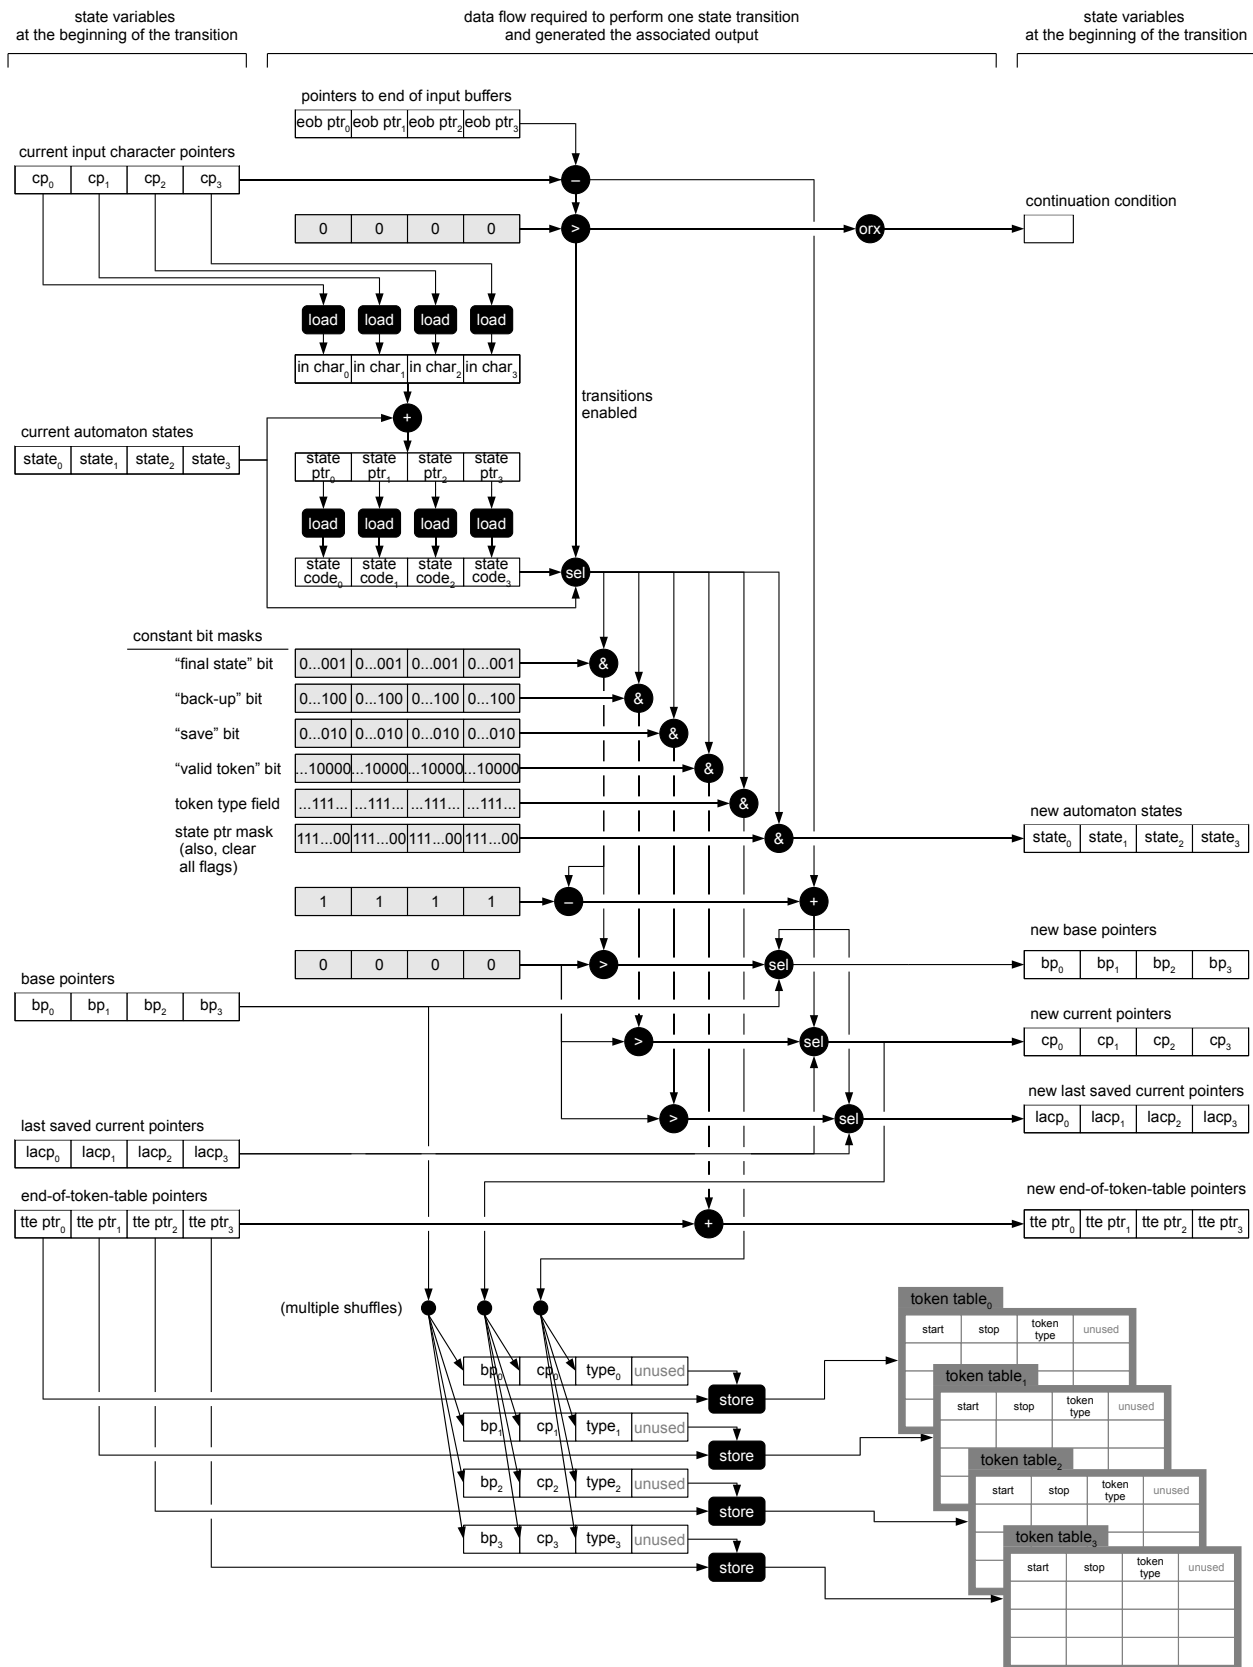 state variables
at the beginning of the transition
data flow required to perform one state transition
and generated the associated output
state variables
at the beginning of the transition
pointers to end of input buffers
eob ptr₀ eob ptr₁ eob ptr₂ eob ptr₃
current input character pointers
cp₀ cp₁ cp₂ cp₃
–
continuation condition
0 0 0 0
>
orx
load load load load
in char₀ in char₁ in char₂ in char₃
transitions
enabled
+
current automaton states
state₀ state₁ state₂ state₃
state ptr₀ state ptr₁ state ptr₂ state ptr₃
load load load load
state code₀ state code₁ state code₂ state code₃
sel
constant bit masks
“final state” bit
0...001 0...001 0...001 0...001
&
“back-up” bit
0...100 0...100 0...100 0...100
&
“save” bit
0...010 0...010 0...010 0...010
&
“valid token” bit
...10000 ...10000 ...10000 ...10000
&
token type field
...111... ...111... ...111... ...111...
&
state ptr mask
(also, clear
all flags)
111...00 111...00 111...00 111...00
&
new automaton states
state₀ state₁ state₂ state₃
1 1 1 1
–
+
new base pointers
0 0 0 0
>
sel
bp₀ bp₁ bp₂ bp₃
base pointers
bp₀ bp₁ bp₂ bp₃
new current pointers
>
sel
cp₀ cp₁ cp₂ cp₃
new last saved current pointers
>
sel
lacp₀ lacp₁ lacp₂ lacp₃
last saved current pointers
lacp₀ lacp₁ lacp₂ lacp₃
end-of-token-table pointers
tte ptr₀ tte ptr₁ tte ptr₂ tte ptr₃
+
new end-of-token-table pointers
tte ptr₀ tte ptr₁ tte ptr₂ tte ptr₃
(multiple shuffles)
token table₀
start stop token type unused
bp₀ cp₀ type₀ unused
store
token table₁
start stop token type unused
bp₁ cp₁ type₁ unused
store
token table₂
start stop token type unused
bp₂ cp₂ type₂ unused
store
token table₃
start stop token type unused
bp₃ cp₃ type₃ unused
store